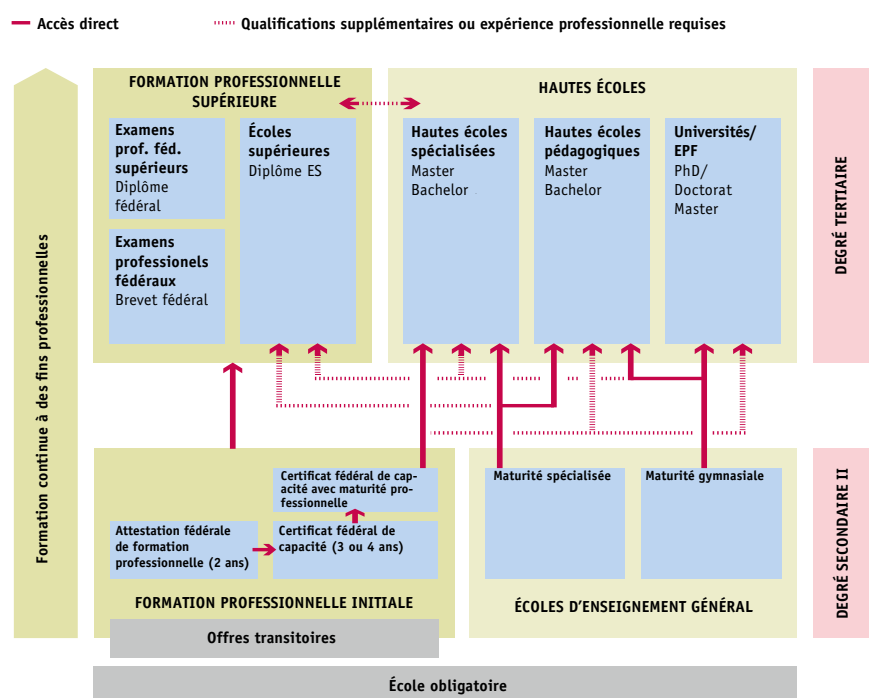 Accès direct
Qualifications supplémentaires ou expérience professionnelle requises
FORMATION PROFESSIONNELLE
SUPÉRIEURE
HAUTES ÉCOLES
Examens
prof. féd.
supérieurs
Diplôme
fédéral
Écoles
supérieures
Diplôme ES
Hautes écoles
spécialisées
Master
Bachelor
Hautes écoles
pédagogiques
Master
Bachelor
Universités/
EPF
PhD/
Doctorat
Master
Examens
professionels
fédéraux
Brevet fédéral
DEGRÉ TERTIAIRE
Formation continue à des fins professionnelles
Certificat fédéral de cap-
acité avec maturité pro-
fessionnelle
Maturité spécialisée
Maturité gymnasiale
Attestation fédérale
de formation
professionnelle (2 ans)
Certificat fédéral de
capacité (3 ou 4 ans)
FORMATION PROFESSIONNELLE INITIALE
ÉCOLES D'ENSEIGNEMENT GÉNÉRAL
DEGRÉ SECONDAIRE II
Offres transitoires
École obligatoire